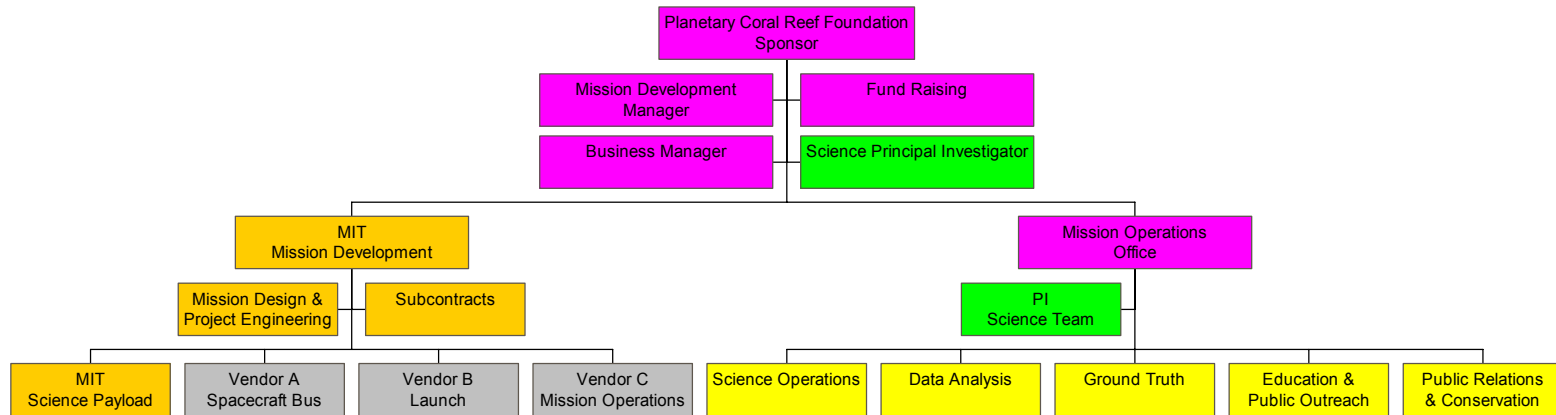 Planetary Coral Reef Foundation
Sponsor
Mission Development
Manager
Fund Raising
Business Manager
Science Principal Investigator
MIT
Mission Development
Mission Operations
Office
Mission Design &
Project Engineering
Subcontracts
PI
Science Team
MIT
Science Payload
Vendor A
Spacecraft Bus
Vendor B
Launch
Vendor C
Mission Operations
Science Operations
Data Analysis
Ground Truth
Education &
Public Outreach
Public Relations
& Conservation